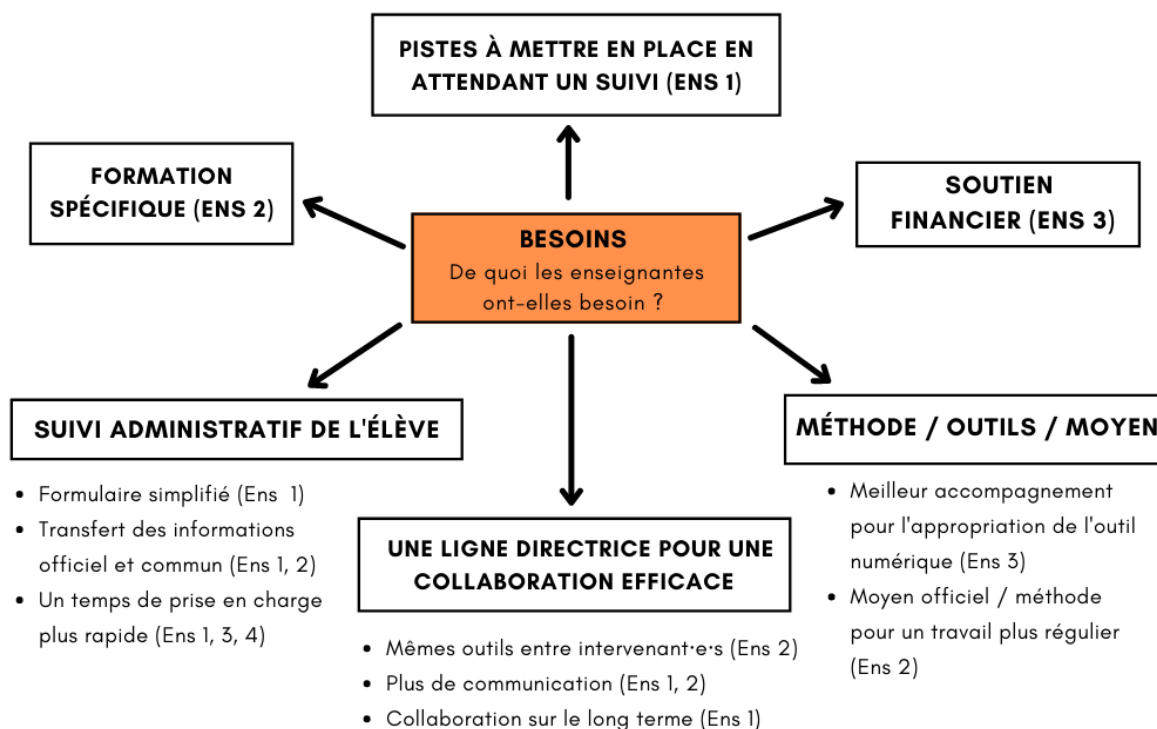 PISTES À METTRE EN PLACE EN
ATTENDANT UN SUIVI (ENS 1)
FORMATION
SPÉCIFIQUE (ENS 2)
SOUTIEN
FINANCIER (ENS 3)
BESOINS
De quoi les enseignantes
ont-elles besoin ?
SUIVI ADMINISTRATIF DE L'ÉLÈVE
• Formulaire simplifié (Ens 1)
• Transfert des informations
officiel et commun (Ens 1, 2)
• Un temps de prise en charge
plus rapide (Ens 1, 3, 4)
UNE LIGNE DIRECTRICE POUR UNE
COLLABORATION EFFICACE
• Mêmes outils entre intervenant·e·s (Ens 2)
• Plus de communication (Ens 1, 2)
• Collaboration sur le long terme (Ens 1)
MÉTHODE / OUTILS / MOYEN
• Meilleur accompagnement
pour l'appropriation de l'outil
numérique (Ens 3)
• Moyen officiel / méthode
pour un travail plus régulier
(Ens 2)